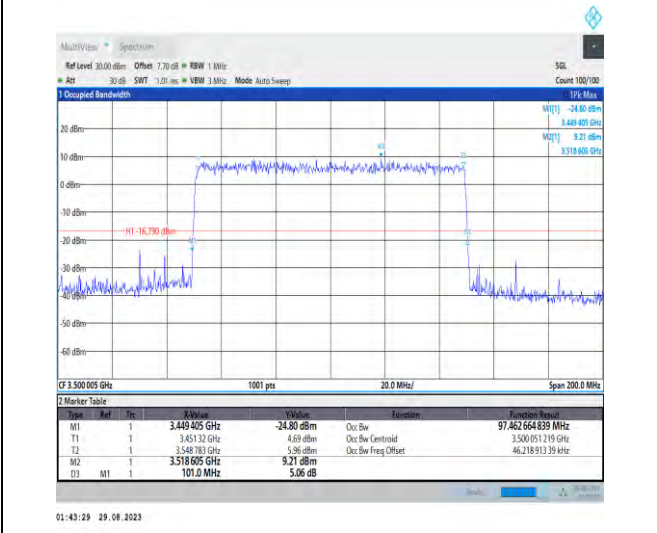 MultiView Spectrum
Ref Level 30.00 dBm Offset 7.70 dB RBW 1 MHz SGL
Att 30 dB SWT 1.01 ms VBW 3 MHz Mode Auto Sweep Count 100/100
1 Occupied Bandwidth 1Pk Max
M1[1] -24.80 dBm
3.449 405 GHz
M2[1] 9.21 dBm
3.518 605 GHz
20 dBm
M2
10 dBm
0 dBm
-10 dBm
H1 -16.790 dBm
-20 dBm
-30 dBm
-40 dBm
-50 dBm
-60 dBm
CF 3.500 005 GHz 1001 pts 20.0 MHz/ Span 200.0 MHz
2 Marker Table
Type Ref Trc X-Value Y-Value Function Function Result
M1 1 3.449 405 GHz -24.80 dBm Occ Bw 97.462 664 839 MHz
T1 1 3.451 32 GHz 4.69 dBm Occ Bw Centroid 3.500 051 219 GHz
T2 1 3.548 783 GHz 5.96 dBm Occ Bw Freq Offset 46.218 913 39 kHz
M2 1 3.518 605 GHz 9.21 dBm
D3 M1 1 101.0 MHz 5.06 dB
01:43:29 29.08.2023